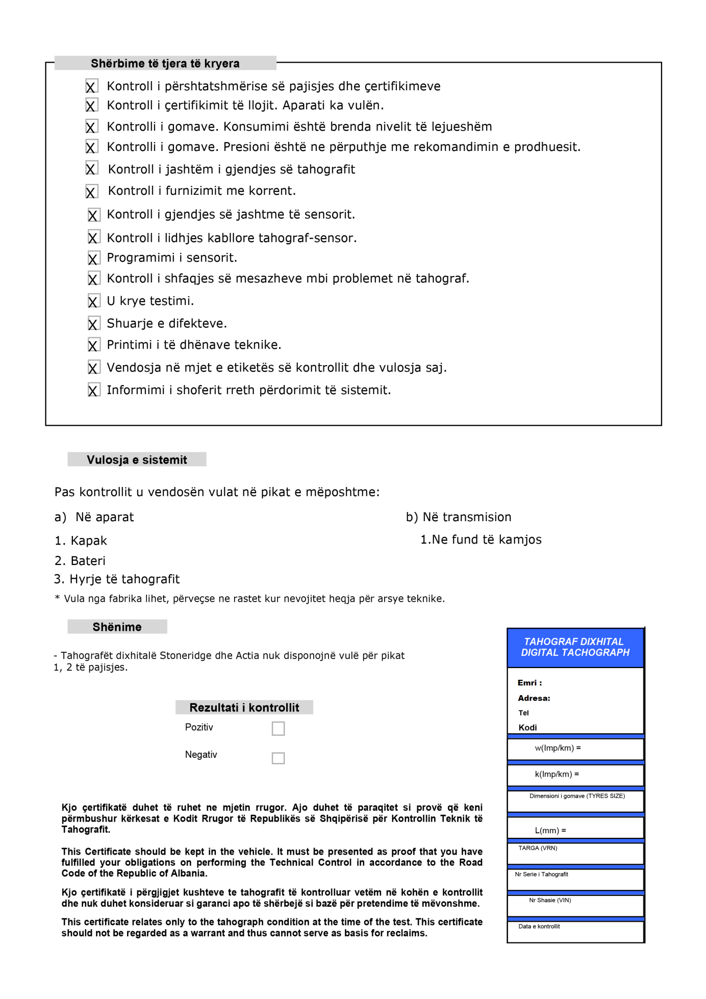 Shërbime të tjera të kryera
X Kontroll i përshtatshmërise së pajisjes dhe çertifikimeve
X Kontroll i çertifikimit të llojit. Aparati ka vulën.
X Kontrolli i gomave. Konsumimi është brenda nivelit të lejueshëm
X Kontrolli i gomave. Presioni është ne përputhje me rekomandimin e prodhuesit.
X Kontroll i jashtëm i gjendjes së tahografit
X Kontroll i furnizimit me korrent.
X Kontroll i gjendjes së jashtme të sensorit.
X Kontroll i lidhjes kabllore tahograf-sensor.
X Programimi i sensorit.
X Kontroll i shfaqjes së mesazheve mbi problemet në tahograf.
X U krye testimi.
X Shuarje e difekteve.
X Printimi i të dhënave teknike.
X Vendosja në mjet e etiketës së kontrollit dhe vulosja saj.
X Informimi i shoferit rreth përdorimit të sistemit.
Vulosja e sistemit
Pas kontrollit u vendosën vulat në pikat e mëposhtme:
a) Në aparat
1. Kapak
2. Bateri
3. Hyrje të tahografit
b) Në transmision
1.Ne fund të kamjos
* Vula nga fabrika lihet, përveçse ne rastet kur nevojitet heqja për arsye teknike.
Shënime
- Tahografët dixhitalë Stoneridge dhe Actia nuk disponojnë vulë për pikat
1, 2 të pajisjes.
Rezultati i kontrollit
Pozitiv
Negativ
Kjo çertifikatë duhet të ruhet ne mjetin rrugor. Ajo duhet të paraqitet si provë që keni
përmbushur kërkesat e Kodit Rrugor të Republikës së Shqipërisë për Kontrollin Teknik të
Tahografit.
This Certificate should be kept in the vehicle. It must be presented as proof that you have
fulfilled your obligations on performing the Technical Control in accordance to the Road
Code of the Republic of Albania.
Kjo çertifikatë i përgjigjet kushteve te tahografit të kontrolluar vetëm në kohën e kontrollit
dhe nuk duhet konsideruar si garanci apo të shërbejë si bazë për pretendime të mëvonshme.
This certificate relates only to the tahograph condition at the time of the test. This certificate
should not be regarded as a warrant and thus cannot serve as basis for reclaims.
TAHOGRAF DIXHITAL
DIGITAL TACHOGRAPH
Emri :
Adresa:
Tel
Kodi
w(Imp/km) =
k(Imp/km) =
Dimensioni i gomave (TYRES SIZE)
L(mm) =
TARGA (VRN)
Nr Serie i Tahografit
Nr Shasie (VIN)
Data e kontrollit